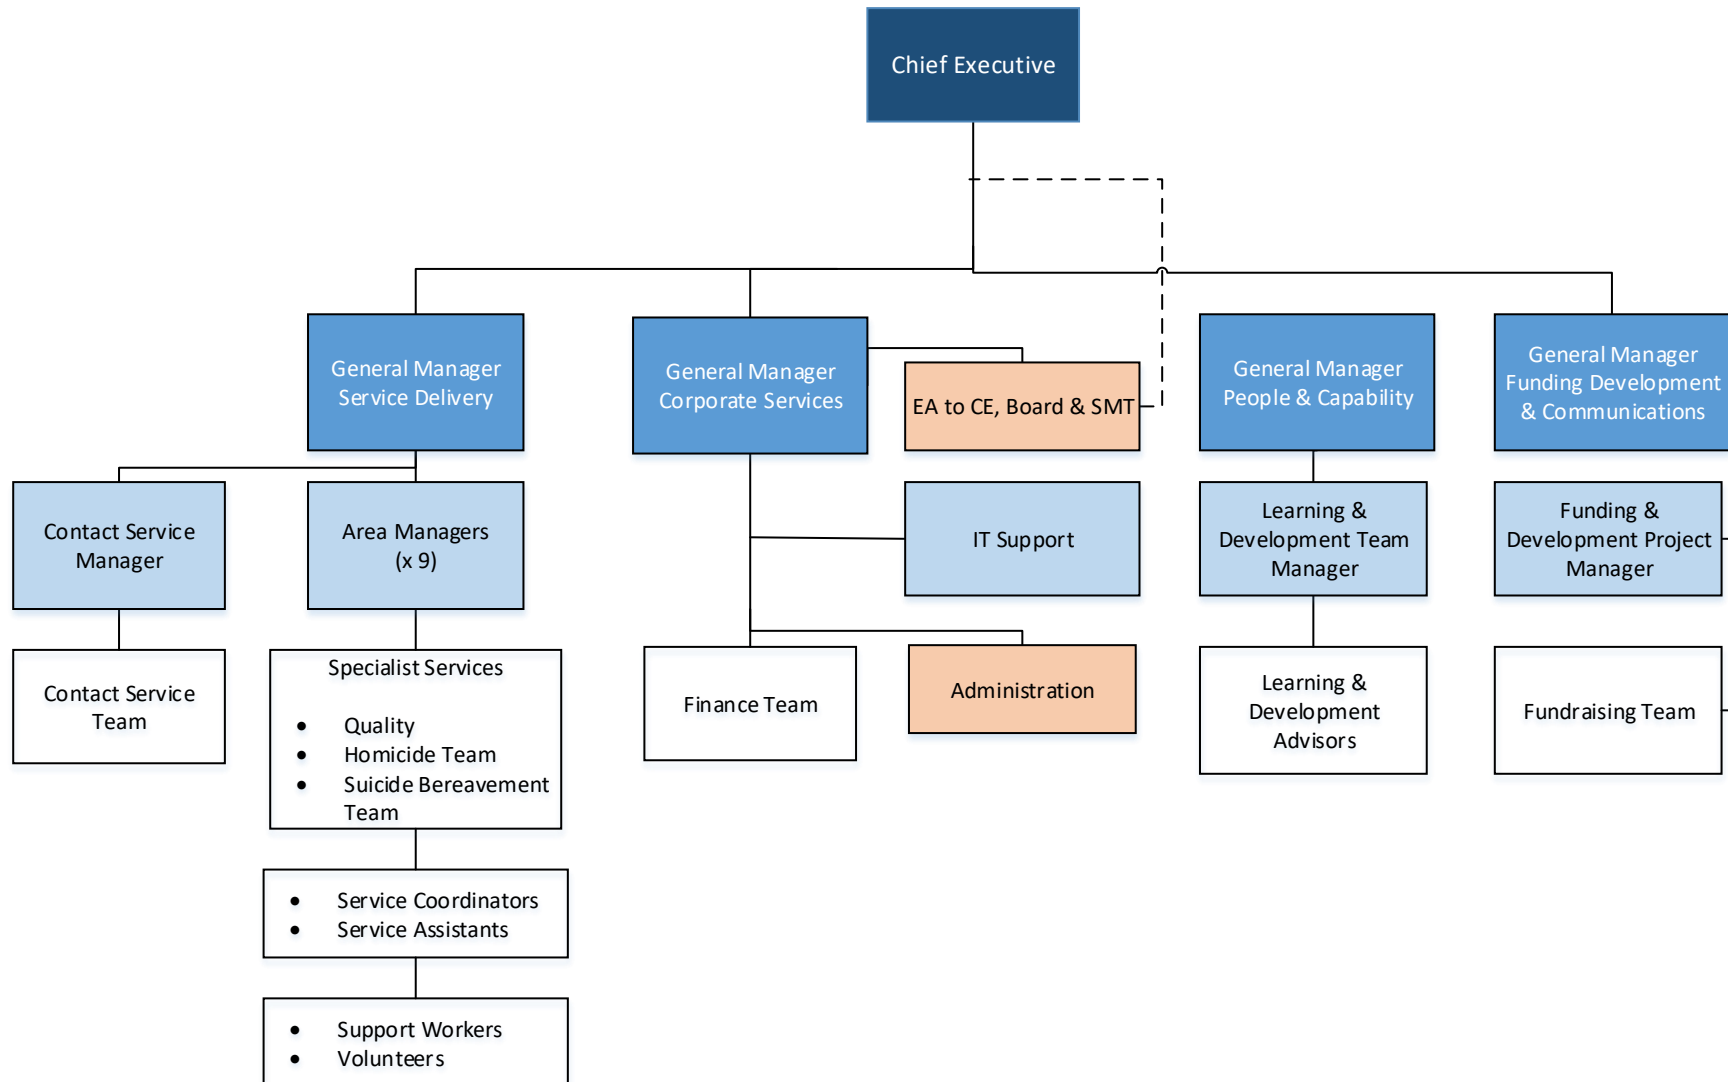 Chief Executive
General Manager
Service Delivery
General Manager
Corporate Services
EA to CE, Board & SMT
General Manager
People & Capability
General Manager
Funding Development
& Communications
Contact Service
Manager
Area Managers
(x 9)
IT Support
Learning &
Development Team
Manager
Funding &
Development Project
Manager
Contact Service
Team
Specialist Services
• Quality
• Homicide Team
• Suicide Bereavement
Team
Finance Team
Administration
Learning &
Development
Advisors
Fundraising Team
• Service Coordinators
• Service Assistants
• Support Workers
• Volunteers